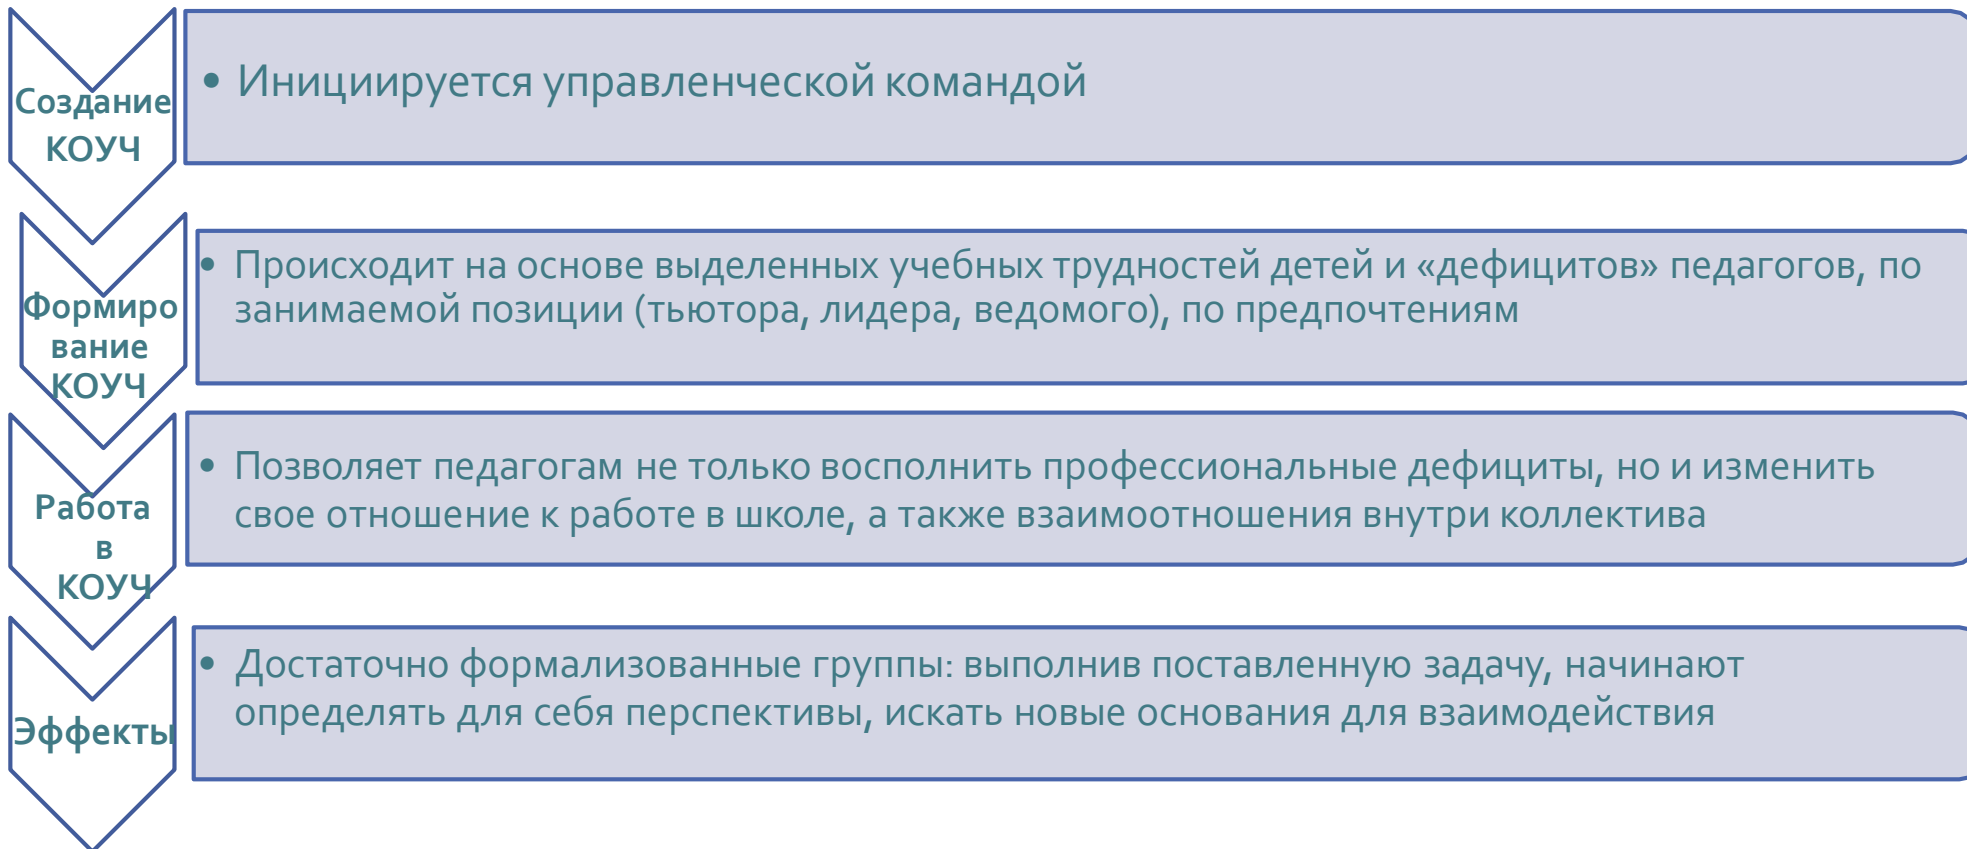 Создание
КОУЧ
• Инициируется управленческой командой
Формиро
вание
КОУЧ
• Происходит на основе выделенных учебных трудностей детей и «дефицитов» педагогов, по
занимаемой позиции (тьютора, лидера, ведомого), по предпочтениям
Работа
в
КОУЧ
• Позволяет педагогам не только восполнить профессиональные дефициты, но и изменить
свое отношение к работе в школе, а также взаимоотношения внутри коллектива
Эффекты
• Достаточно формализованные группы: выполнив поставленную задачу, начинают
определять для себя перспективы, искать новые основания для взаимодействия